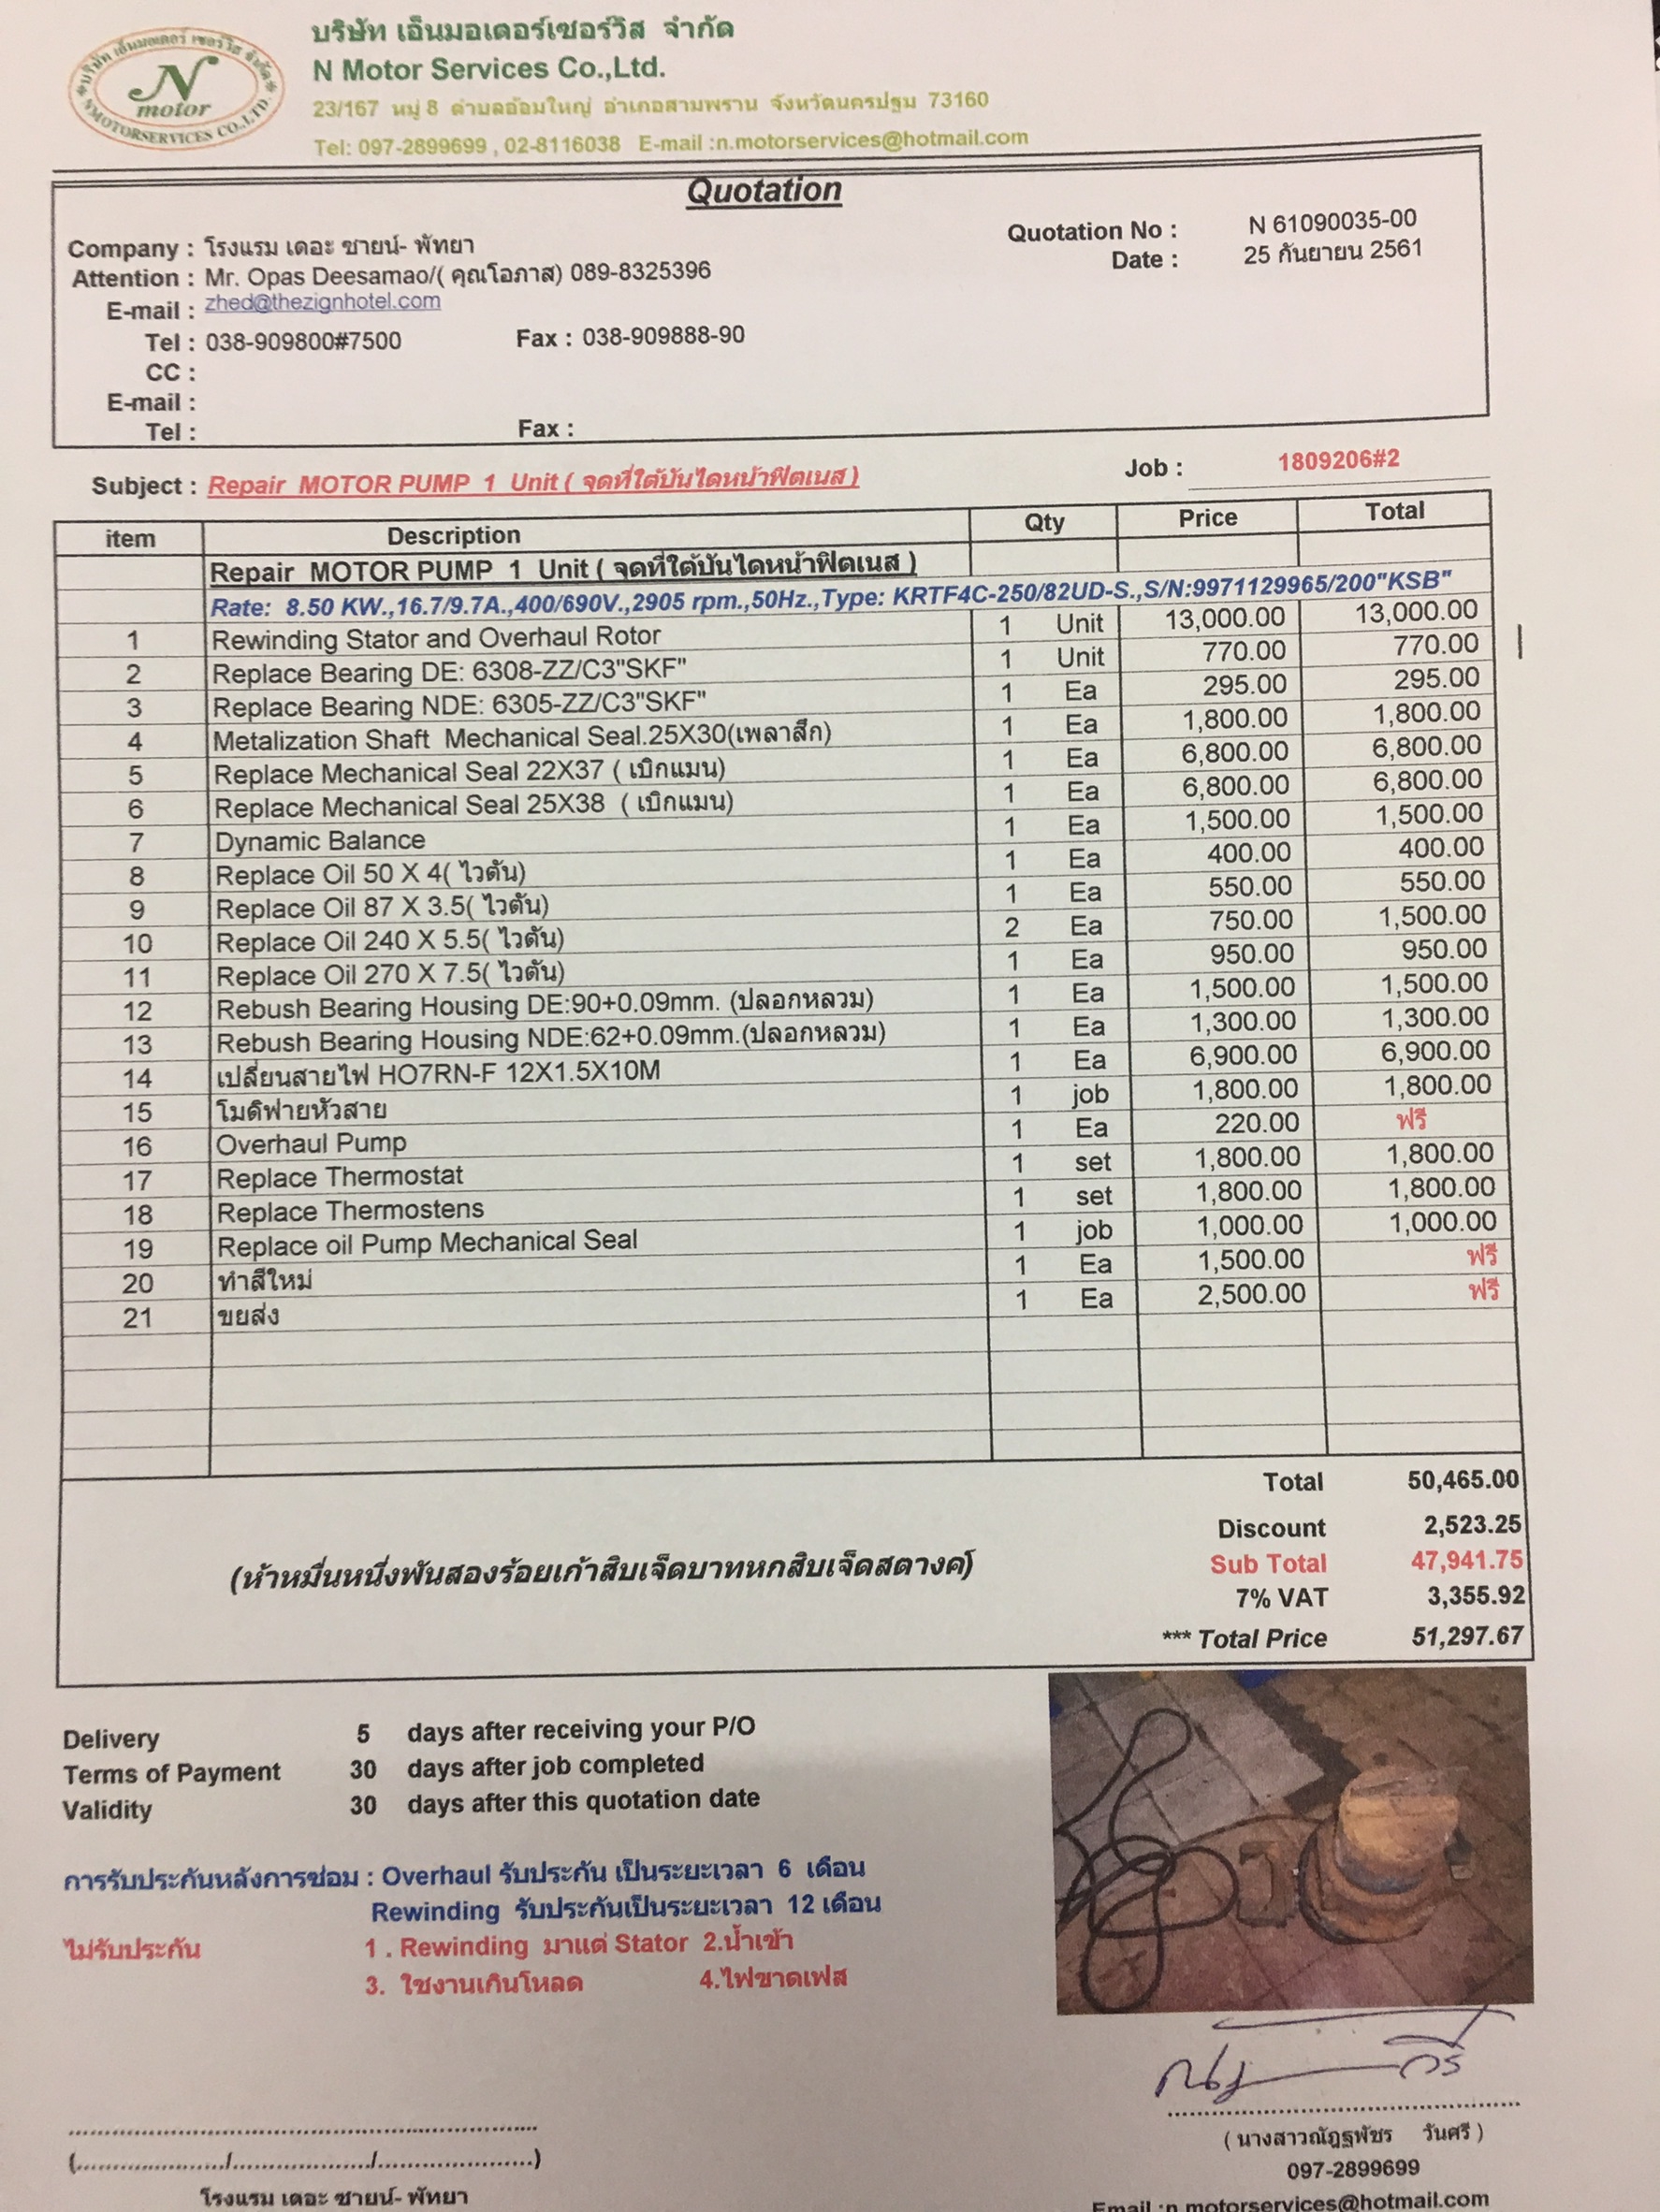 บริษัท เอ็นมอเตอร์เซอร์วิส จำกัด
N Motor Services Co.,Ltd.
23/167 หมู่ 8 ตำบลอ้อมใหญ่ อำเภอสามพราน จังหวัดนครปฐม 73160
Tel: 097-2899699 , 02-8116038 E-mail :n.motorservices@hotmail.com
บริษัท เอ็นมอเตอร์ เซอร์วิส จำกัด
N
motor
NMOTORSERVICES CO.,LTD.
Quotation
Company : โรงแรม เดอะ ซายน์- พัทยา
Quotation No : N 61090035-00
Attention : Mr. Opas Deesamao/( คุณโอภาส) 089-8325396
Date : 25 กันยายน 2561
E-mail : zhed@thezignhotel.com
Tel : 038-909800#7500 Fax : 038-909888-90
CC :
E-mail :
Tel : Fax :
Subject : Repair MOTOR PUMP 1 Unit ( จุดที่ใต้บันไดหน้าฟิตเนส ) Job : 1809206#2
item Description Qty Price Total
Repair MOTOR PUMP 1 Unit ( จุดที่ใต้บันไดหน้าฟิตเนส )
Rate: 8.50 KW.,16.7/9.7A.,400/690V.,2905 rpm.,50Hz.,Type: KRTF4C-250/82UD-S.,S/N:9971129965/200"KSB"
1 Rewinding Stator and Overhaul Rotor 1 Unit 13,000.00 13,000.00
2 Replace Bearing DE: 6308-ZZ/C3"SKF" 1 Unit 770.00 770.00
3 Replace Bearing NDE: 6305-ZZ/C3"SKF" 1 Ea 295.00 295.00
4 Metalization Shaft Mechanical Seal.25X30(เพลาสึก) 1 Ea 1,800.00 1,800.00
5 Replace Mechanical Seal 22X37 ( เบิกแมน) 1 Ea 6,800.00 6,800.00
6 Replace Mechanical Seal 25X38 ( เบิกแมน) 1 Ea 6,800.00 6,800.00
7 Dynamic Balance 1 Ea 1,500.00 1,500.00
8 Replace Oil 50 X 4( ไวตัน) 1 Ea 400.00 400.00
9 Replace Oil 87 X 3.5( ไวตัน) 1 Ea 550.00 550.00
10 Replace Oil 240 X 5.5( ไวตัน) 2 Ea 750.00 1,500.00
11 Replace Oil 270 X 7.5( ไวตัน) 1 Ea 950.00 950.00
12 Rebush Bearing Housing DE:90+0.09mm. (ปลอกหลวม) 1 Ea 1,500.00 1,500.00
13 Rebush Bearing Housing NDE:62+0.09mm.(ปลอกหลวม) 1 Ea 1,300.00 1,300.00
14 เปลี่ยนสายไฟ HO7RN-F 12X1.5X10M 1 Ea 6,900.00 6,900.00
15 โมดิฟายหัวสาย 1 job 1,800.00 1,800.00
16 Overhaul Pump 1 Ea 220.00 ฟรี
17 Replace Thermostat 1 set 1,800.00 1,800.00
18 Replace Thermostens 1 set 1,800.00 1,800.00
19 Replace oil Pump Mechanical Seal 1 job 1,000.00 1,000.00
20 ทำสีใหม่ 1 Ea 1,500.00 ฟรี
21 ขยส่ง 1 Ea 2,500.00 ฟรี
Total 50,465.00
Discount 2,523.25
(ห้าหมื่นหนึ่งพันสองร้อยเก้าสิบเจ็ดบาทหกสิบเจ็ดสตางค์) Sub Total 47,941.75
7% VAT 3,355.92
*** Total Price 51,297.67
Delivery 5 days after receiving your P/O
Terms of Payment 30 days after job completed
Validity 30 days after this quotation date
การรับประกันหลังการซ่อม : Overhaul รับประกัน เป็นระยะเวลา 6 เดือน
Rewinding รับประกันเป็นระยะเวลา 12 เดือน
ไม่รับประกัน 1 . Rewinding มาแต่ Stator 2.น้ำเข้า
3. ใช้งานเกินโหลด 4.ไฟขาดเฟส
(...................../...................../.....................)
โรงแรม เดอะ ซายน์- พัทยา
( นางสาวณัฎฐพัชร วันศรี )
097-2899699
Email :n.motorservices@hotmail.com